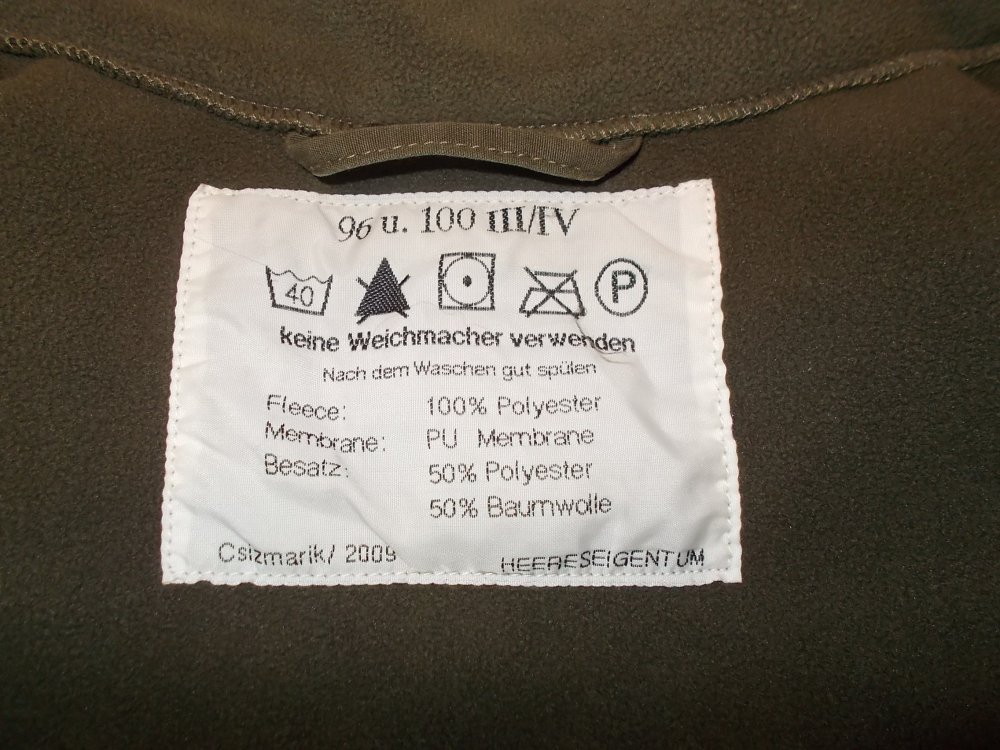 96 u. 100 III/IV
40 P
keine Weichmacher verwenden
Nach dem Waschen gut spülen
Fleece: 100% Polyester
Membrane: PU Membrane
Besatz: 50% Polyester
50% Baumwolle
Csizmarik/ 2009 HEERESEIGENTUM